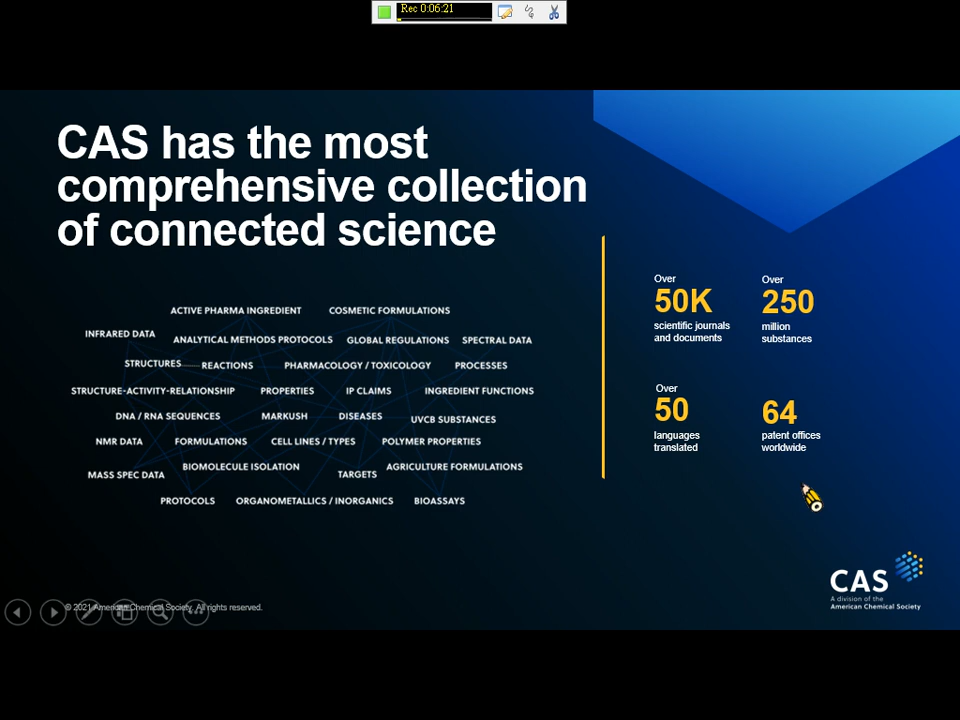 Rec 0:06:21
CAS has the most
comprehensive collection
of connected science
ACTIVE PHARMA INGREDIENT COSMETIC FORMULATIONS
INFRARED DATA ANALYTICAL METHODS PROTOCOLS GLOBAL REGULATIONS SPECTRAL DATA
STRUCTURES REACTIONS PHARMACOLOGY / TOXICOLOGY PROCESSES
STRUCTURE-ACTIVITY-RELATIONSHIP PROPERTIES IP CLAIMS INGREDIENT FUNCTIONS
DNA / RNA SEQUENCES MARKUSH DISEASES UVCB SUBSTANCES
NMR DATA FORMULATIONS CELL LINES / TYPES POLYMER PROPERTIES
MASS SPEC DATA BIOMOLECULE ISOLATION TARGETS AGRICULTURE FORMULATIONS
PROTOCOLS ORGANOMETALLICS / INORGANICS BIOASSAYS
Over
50K
scientific journals
and documents
Over
250
million
substances
Over
50
languages
translated
64
patent offices
worldwide
CAS
A division of the
American Chemical Society
© 2021 American Chemical Society. All rights reserved.